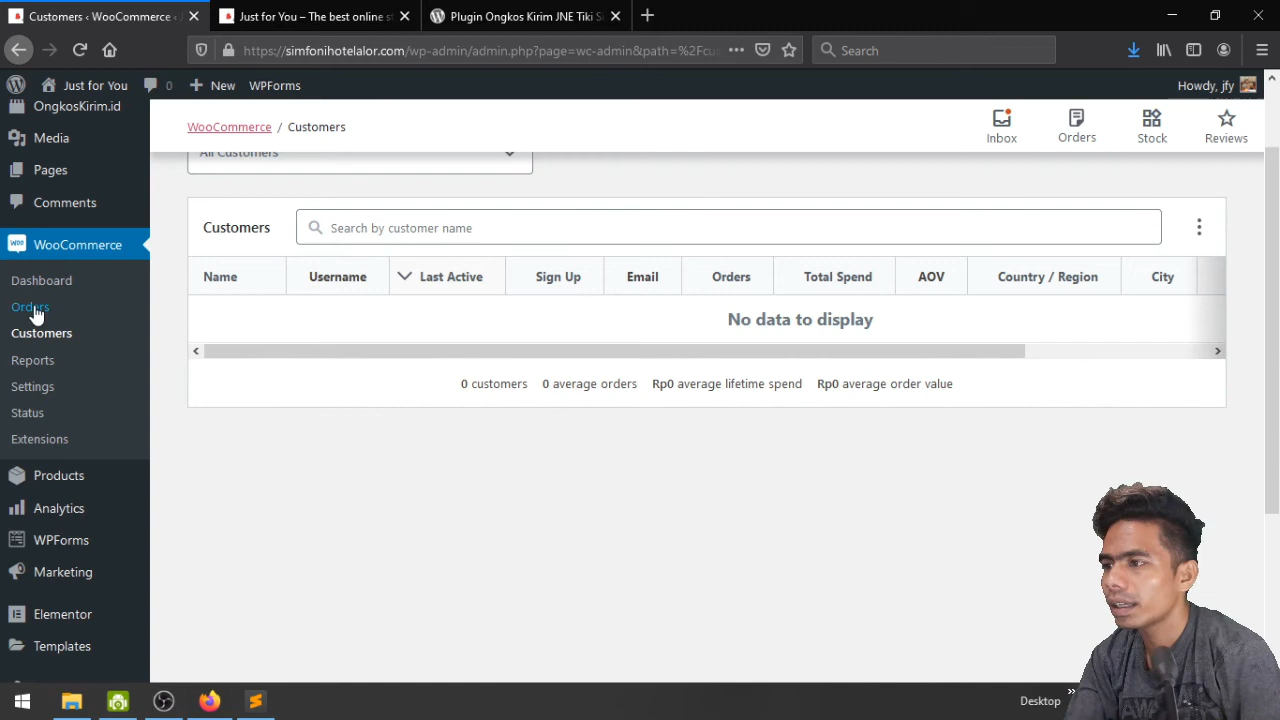 Customers ‹ WooCommerce ‹ J
Just for You – The best online st
Plugin Ongkos Kirim JNE Tiki Si
https://simfonihotelalor.com/wp-admin/admin.php?page=wc-admin&path=%2Fcu
Search
Just for You
0
New
WPForms
Howdy, jfy
OngkosKirim.id
Media
Pages
Comments
WooCommerce
Dashboard
Orders
Customers
Reports
Settings
Status
Extensions
Products
Analytics
WPForms
Marketing
Elementor
Templates
WooCommerce / Customers
Inbox
Orders
Stock
Reviews
All Customers
Customers
Search by customer name
Name Username Last Active Sign Up Email Orders Total Spend AOV Country / Region City
No data to display
0 customers 0 average orders Rp0 average lifetime spend Rp0 average order value
Desktop